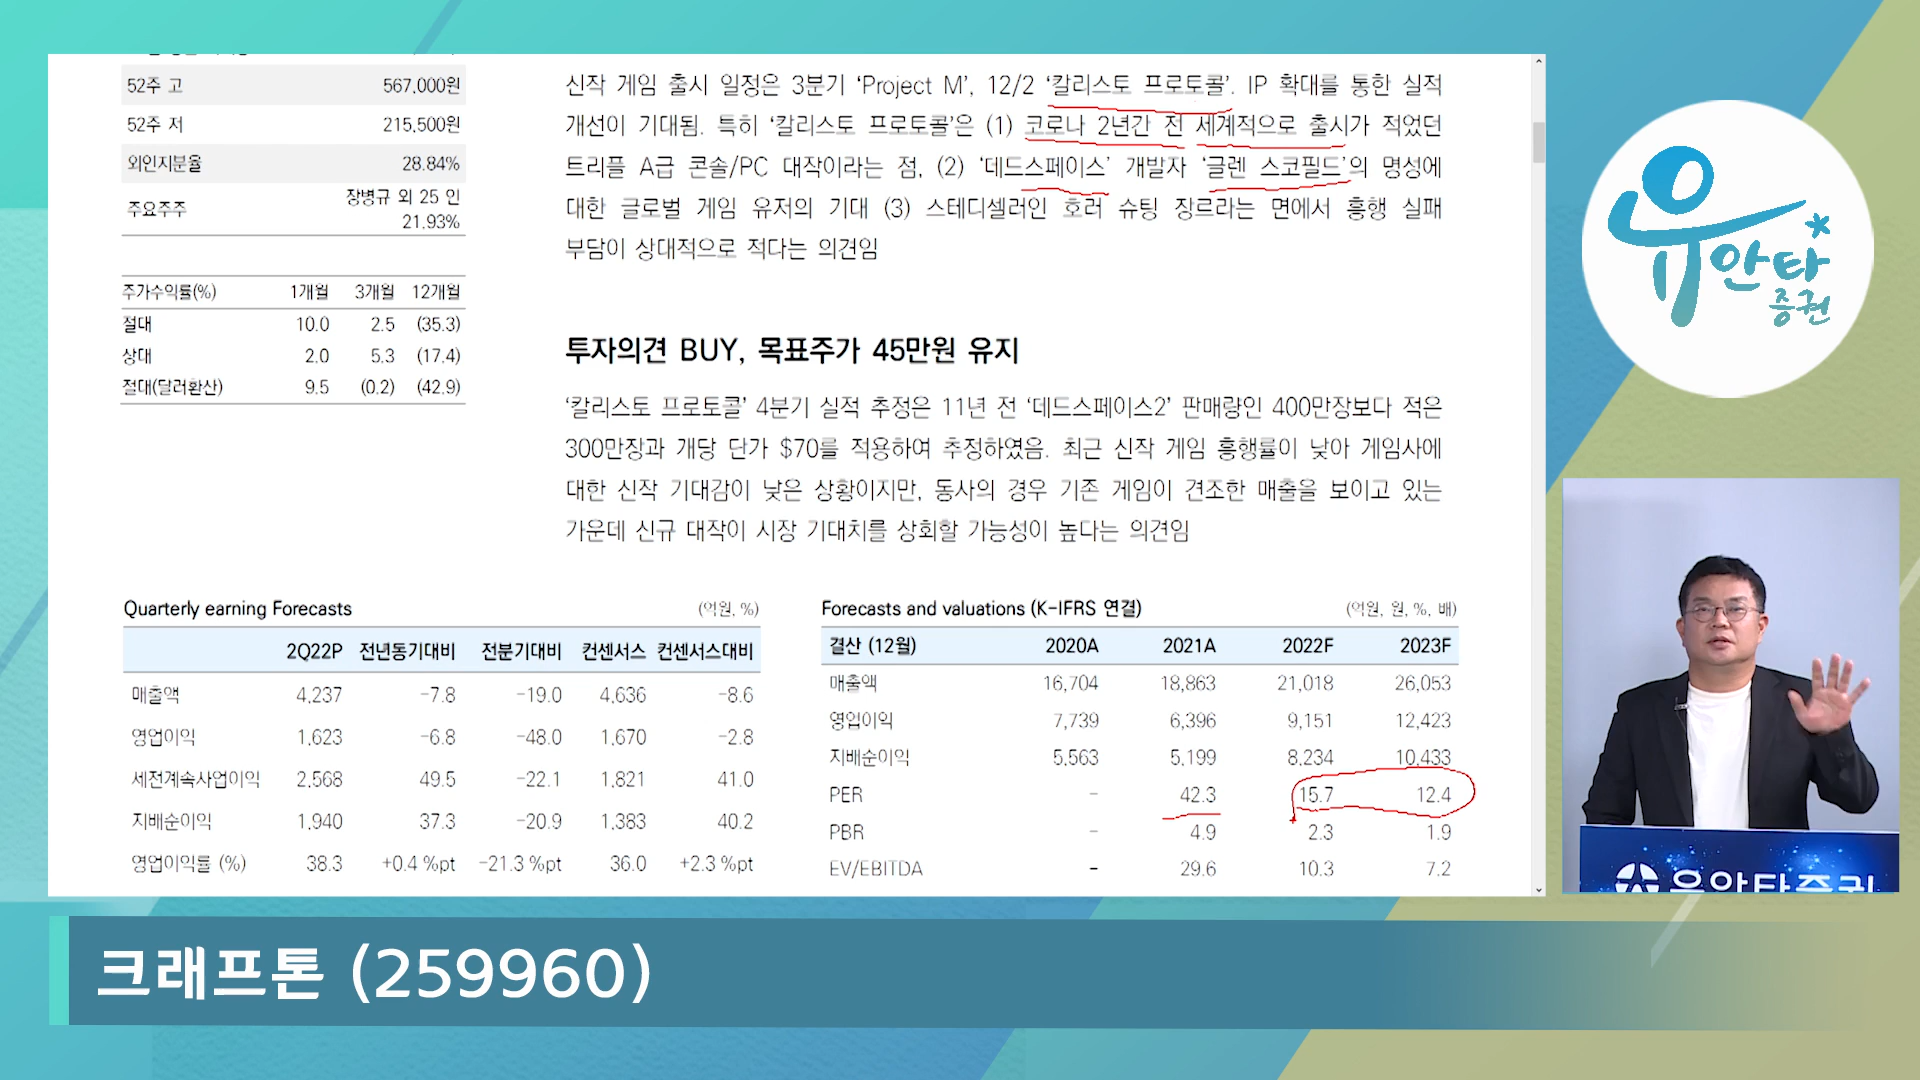 52주 고 567,000원
52주 저 215,500원
외인지분율 28.84%
주요주주 장병규 외 25 인
21.93%
주가수익률(%) 1개월 3개월 12개월
절대 10.0 2.5 (35.3)
상대 2.0 5.3 (17.4)
절대(달러환산) 9.5 (0.2) (42.9)
신작 게임 출시 일정은 3분기 ‘Project M’, 12/2 ‘칼리스토 프로토콜’. IP 확대를 통한 실적
개선이 기대됨. 특히 ‘칼리스토 프로토콜’은 (1) 코로나 2년간 전 세계적으로 출시가 적었던
트리플 A급 콘솔/PC 대작이라는 점, (2) ‘데드스페이스’ 개발자 ‘글렌 스코필드’의 명성에
대한 글로벌 게임 유저의 기대 (3) 스테디셀러인 호러 슈팅 장르라는 면에서 흥행 실패
부담이 상대적으로 적다는 의견임
투자의견 BUY, 목표주가 45만원 유지
‘칼리스토 프로토콜’ 4분기 실적 추정은 11년 전 ‘데드스페이스2’ 판매량인 400만장보다 적은
300만장과 개당 단가 $70를 적용하여 추정하였음. 최근 신작 게임 흥행률이 낮아 게임사에
대한 신작 기대감이 낮은 상황이지만, 동사의 경우 기존 게임이 견조한 매출을 보이고 있는
가운데 신규 대작이 시장 기대치를 상회할 가능성이 높다는 의견임
Quarterly earning Forecasts (억원, %)
2Q22P 전년동기대비 전분기대비 컨센서스 컨센서스대비
매출액 4,237 -7.8 -19.0 4,636 -8.6
영업이익 1,623 -6.8 -48.0 1,670 -2.8
세전계속사업이익 2,568 49.5 -22.1 1,821 41.0
지배순이익 1,940 37.3 -20.9 1,383 40.2
영업이익률 (%) 38.3 +0.4 %pt -21.3 %pt 36.0 +2.3 %pt
Forecasts and valuations (K-IFRS 연결) (억원, 원, %, 배)
결산 (12월) 2020A 2021A 2022F 2023F
매출액 16,704 18,863 21,018 26,053
영업이익 7,739 6,396 9,151 12,423
지배순이익 5,563 5,199 8,234 10,433
PER - 42.3 15.7 12.4
PBR - 4.9 2.3 1.9
EV/EBITDA - 29.6 10.3 7.2
유안타
증권
유안타증권
크래프톤 (259960)